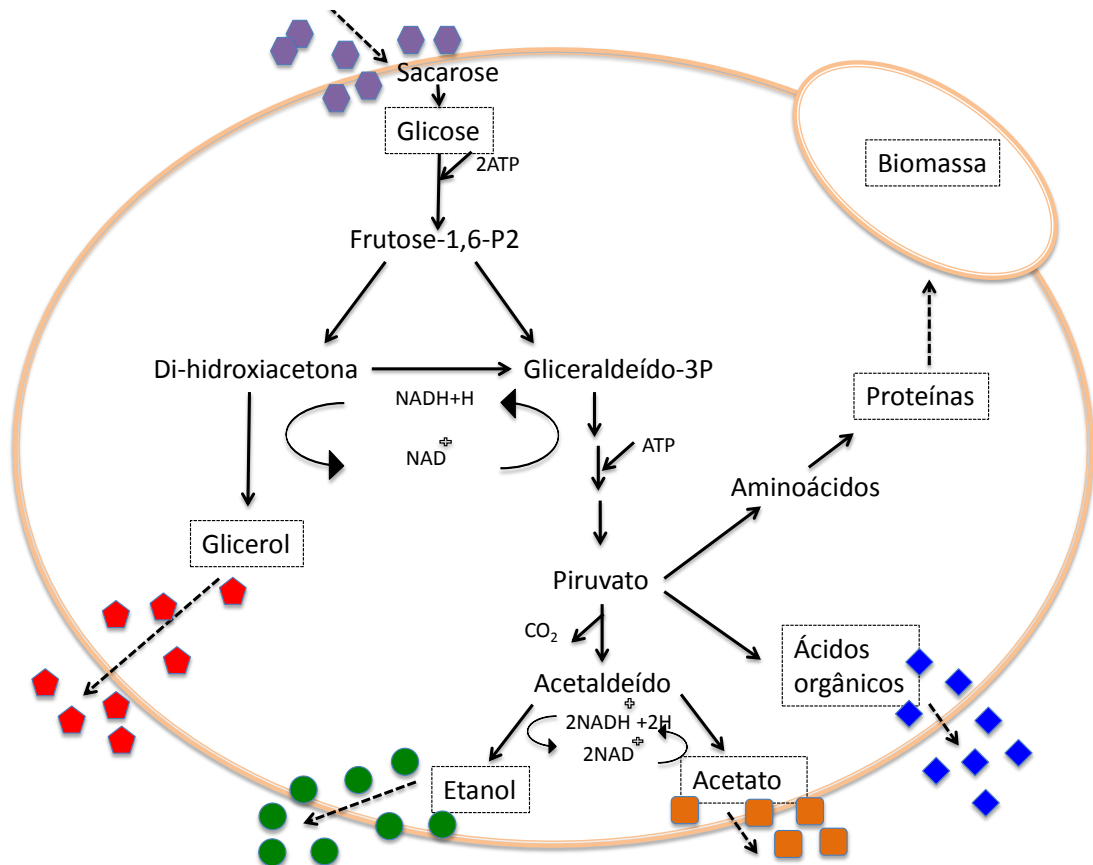 Sacarose
Glicose
2ATP
Biomassa
Frutose-1,6-P2
Di-hidroxiacetona
Gliceraldeído-3P
NADH+H
NAD+
ATP
Proteínas
Aminoácidos
Glicerol
Piruvato
CO₂
Ácidos
orgânicos
Acetaldeído
2NADH +2H+
2NAD+
Etanol
Acetato